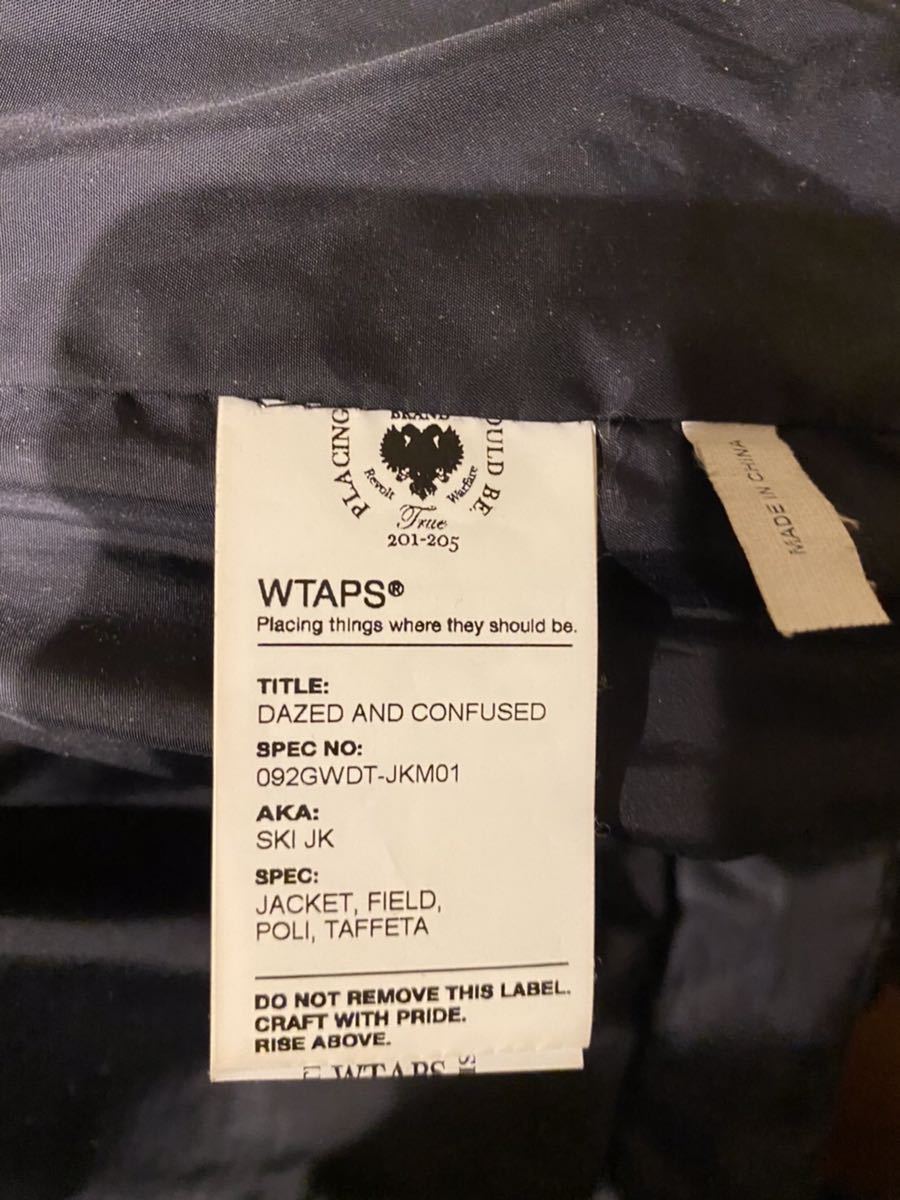 PLACING
OULD BE
BRAND
Revolt
Warfare
True
201-205
WTAPS®
Placing things where they should be.
TITLE:
DAZED AND CONFUSED
SPEC NO:
092GWDT-JKM01
AKA:
SKI JK
SPEC:
JACKET, FIELD,
POLI, TAFFETA
DO NOT REMOVE THIS LABEL.
CRAFT WITH PRIDE.
RISE ABOVE.
WTAPS
MADE IN CHINA